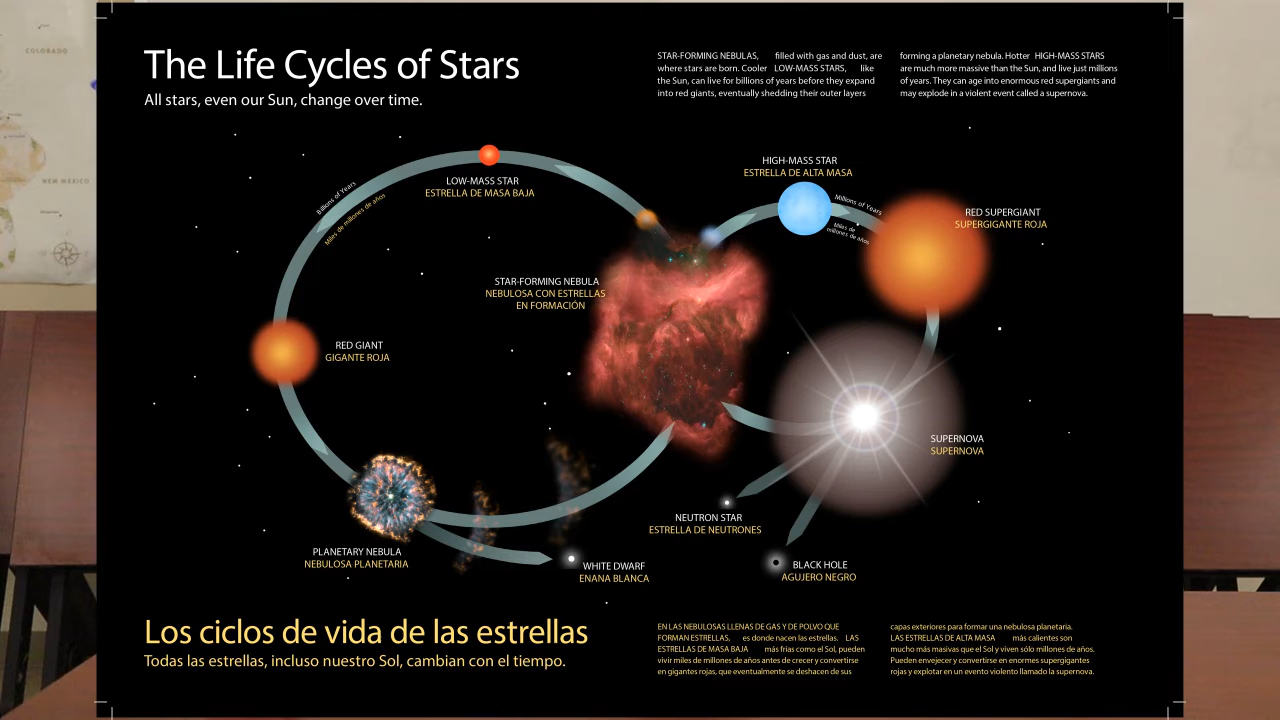 COLORADO
NEW MEXICO
The Life Cycles of Stars
All stars, even our Sun, change over time.
STAR-FORMING NEBULAS, filled with gas and dust, are
where stars are born. Cooler LOW-MASS STARS, like
the Sun, can live for billions of years before they expand
into red giants, eventually shedding their outer layers
forming a planetary nebula. Hotter HIGH-MASS STARS
are much more massive than the Sun, and live just millions
of years. They can age into enormous red supergiants and
may explode in a violent event called a supernova.
LOW-MASS STAR
ESTRELLA DE MASA BAJA
Billions of Years
Miles de millones de años
HIGH-MASS STAR
ESTRELLA DE ALTA MASA
Millions of Years
Miles de
millones de años
RED SUPERGIANT
SUPERGIGANTE ROJA
STAR-FORMING NEBULA
NEBULOSA CON ESTRELLAS
EN FORMACIÓN
RED GIANT
GIGANTE ROJA
SUPERNOVA
SUPERNOVA
NEUTRON STAR
ESTRELLA DE NEUTRONES
PLANETARY NEBULA
NEBULOSA PLANETARIA
WHITE DWARF
ENANA BLANCA
BLACK HOLE
AGUJERO NEGRO
Los ciclos de vida de las estrellas
Todas las estrellas, incluso nuestro Sol, cambian con el tiempo.
EN LAS NEBULOSAS LLENAS DE GAS Y DE POLVO QUE
FORMAN ESTRELLAS, es donde nacen las estrellas. LAS
ESTRELLAS DE MASA BAJA más frias como el Sol, pueden
vivir miles de millones de años antes de crecer y convertirse
en gigantes rojas, que eventualmente se deshacen de sus
capas exteriores para formar una nebulosa planetaria.
LAS ESTRELLAS DE ALTA MASA más calientes son
mucho más masivas que el Sol y viven sólo millones de años.
Pueden envejecer y convertirse en enormes supergigantes
rojas y explotar en un evento violento llamado la supernova.